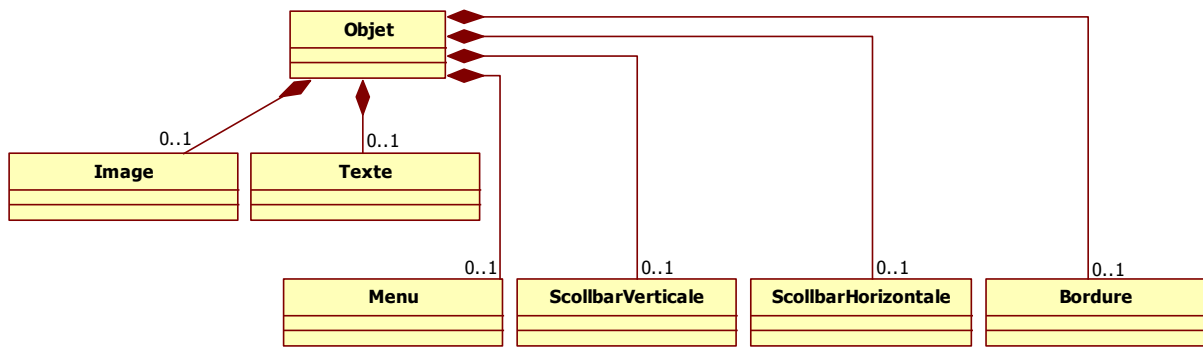 Objet
0..1
0..1
Image
Texte
0..1
0..1
0..1
0..1
Menu
ScollbarVerticale
ScollbarHorizontale
Bordure